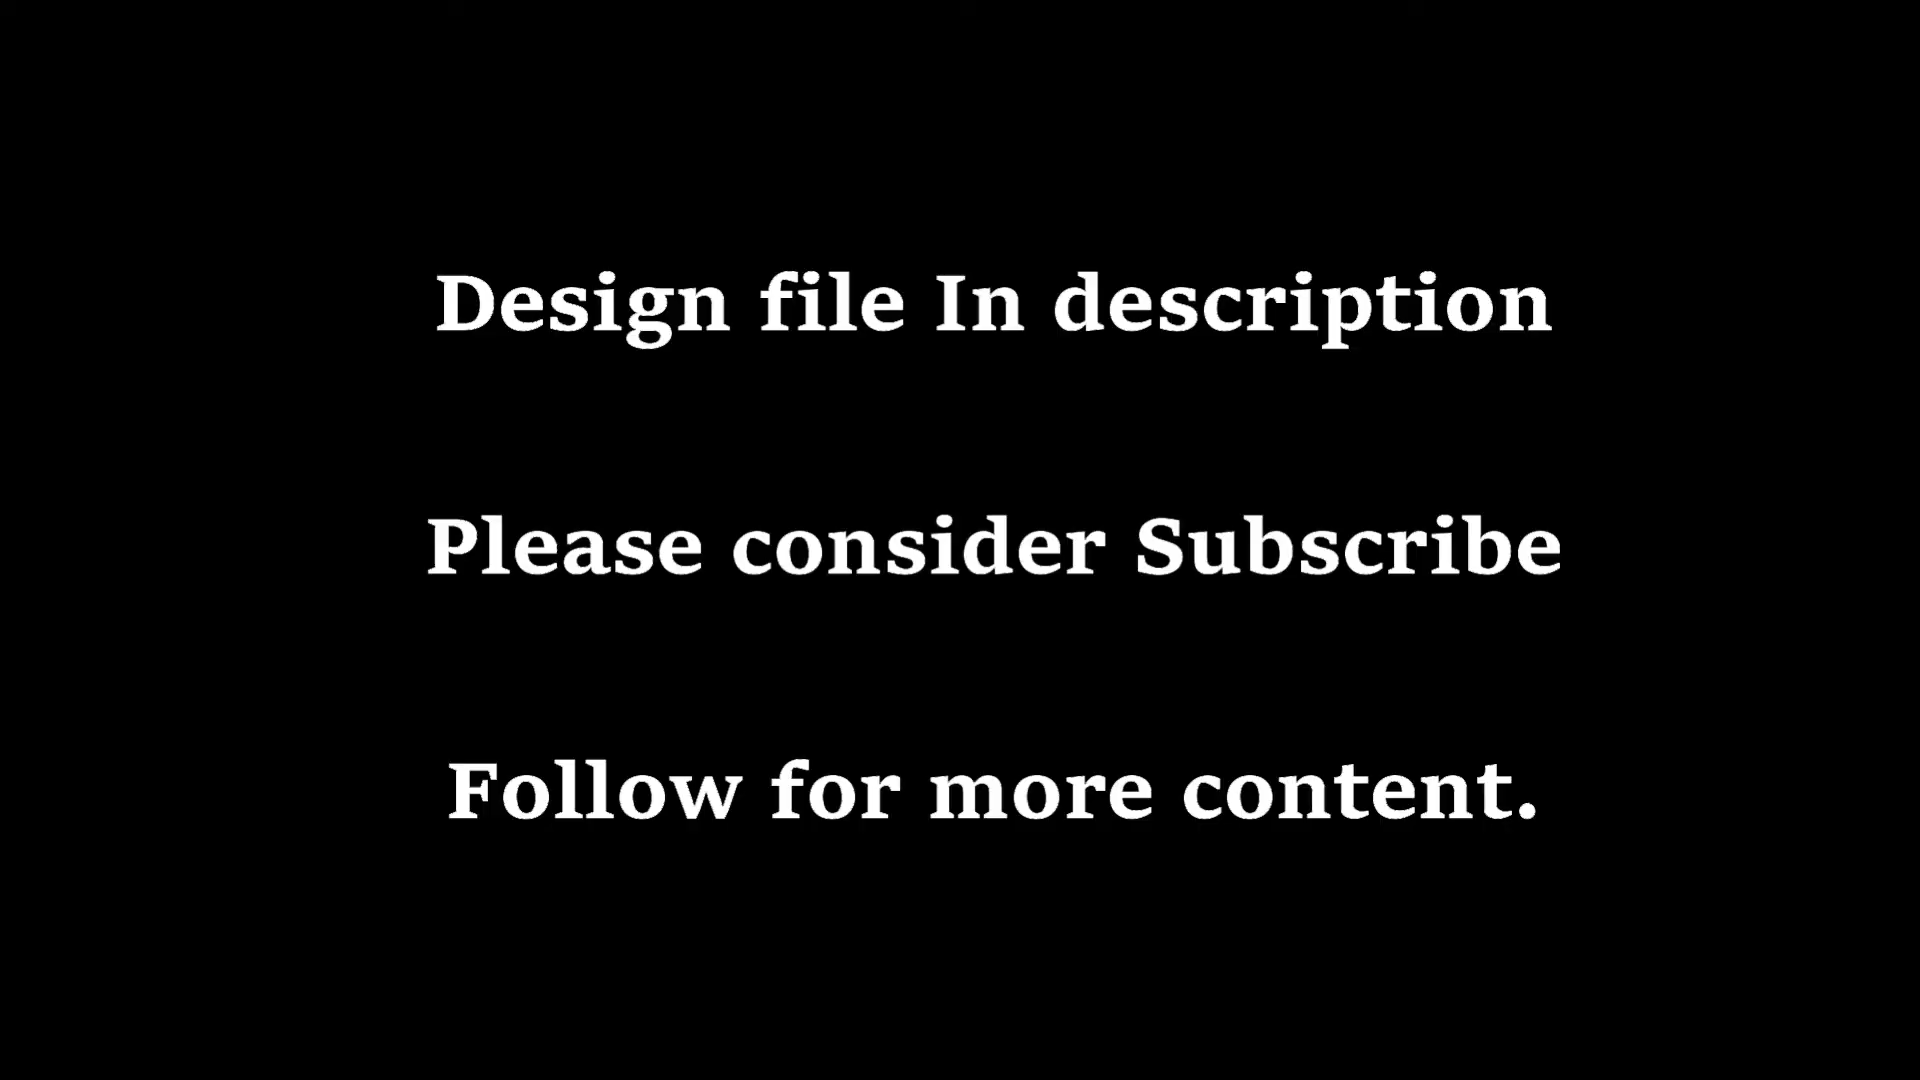 Design file In description
Please consider Subscribe
Follow for more content.